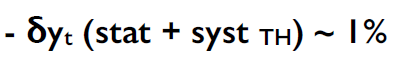 - δyt (stat + syst TH) ~ 1%